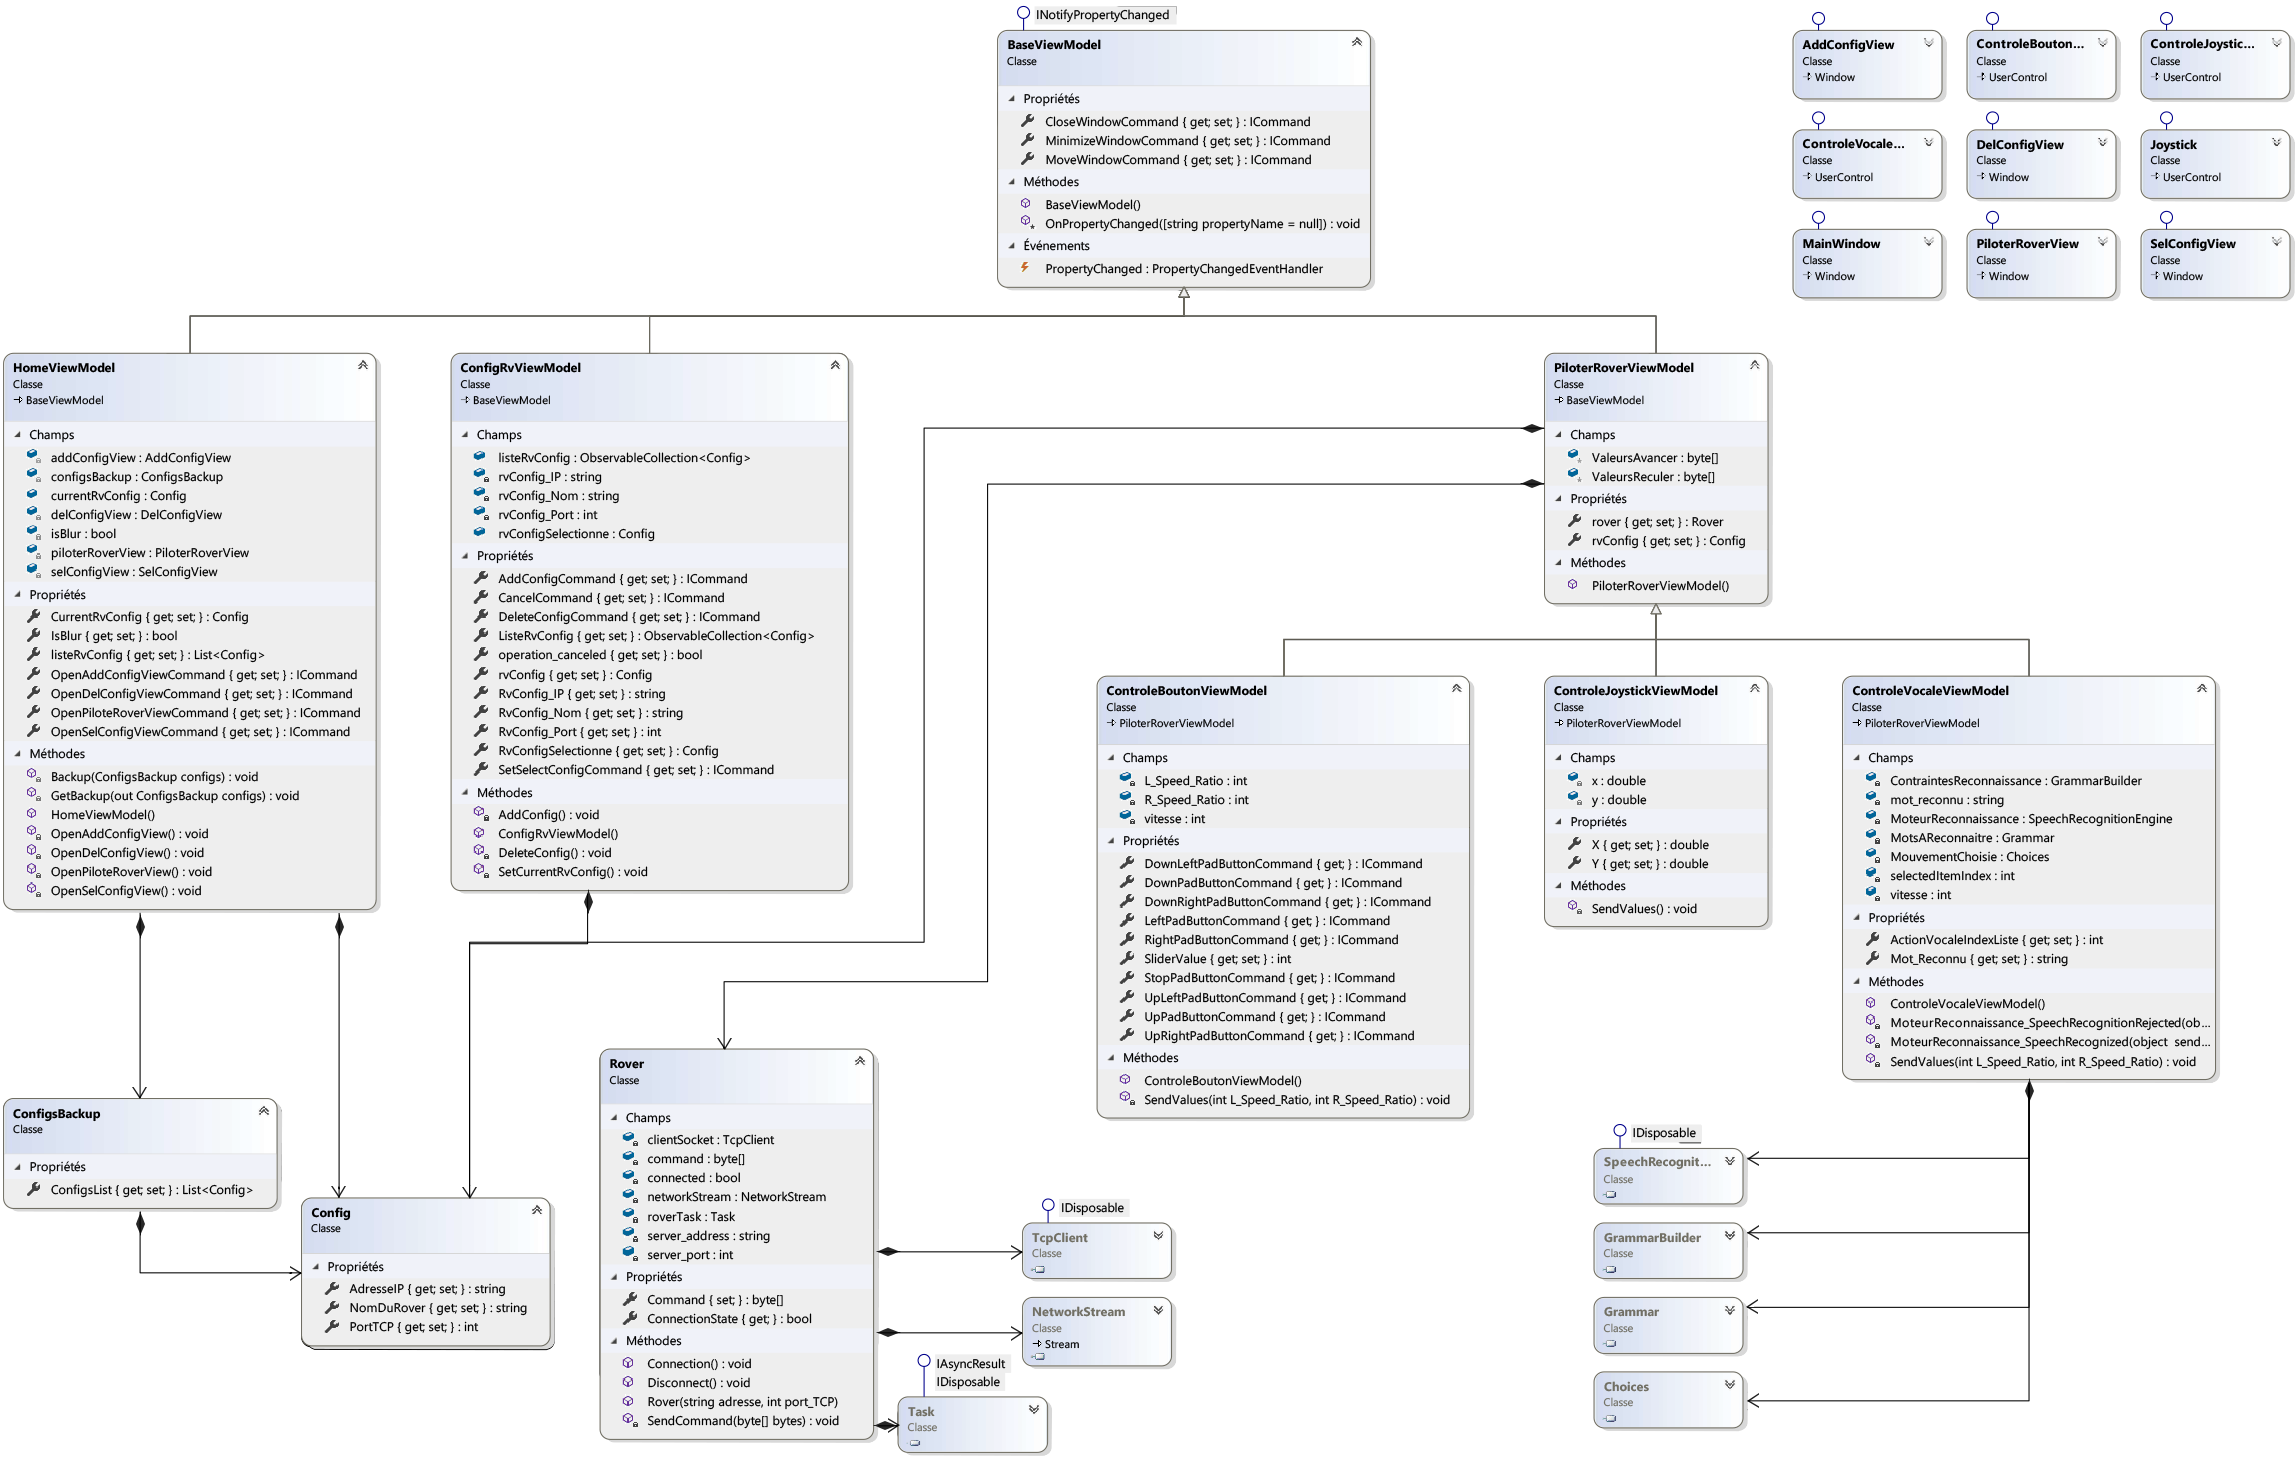 INotifyPropertyChanged
BaseViewModel
Classe
Propriétés
CloseWindowCommand { get; set; } : ICommand
MinimizeWindowCommand { get; set; } : ICommand
MoveWindowCommand { get; set; } : ICommand
Méthodes
BaseViewModel()
OnPropertyChanged([string propertyName = null]) : void
Événements
PropertyChanged : PropertyChangedEventHandler
AddConfigView
Classe
Window
ControleBouton...
Classe
UserControl
ControleJoystic...
Classe
UserControl
ControleVocale...
Classe
UserControl
DelConfigView
Classe
Window
Joystick
Classe
UserControl
MainWindow
Classe
Window
PiloterRoverView
Classe
Window
SelConfigView
Classe
Window
HomeViewModel
Classe
BaseViewModel
Champs
addConfigView : AddConfigView
configsBackup : ConfigsBackup
currentRvConfig : Config
delConfigView : DelConfigView
isBlur : bool
piloterRoverView : PiloterRoverView
selConfigView : SelConfigView
Propriétés
CurrentRvConfig { get; set; } : Config
IsBlur { get; set; } : bool
listeRvConfig { get; set; } : List<Config>
OpenAddConfigViewCommand { get; set; } : ICommand
OpenDelConfigViewCommand { get; set; } : ICommand
OpenPiloteRoverViewCommand { get; set; } : ICommand
OpenSelConfigViewCommand { get; set; } : ICommand
Méthodes
Backup(ConfigsBackup configs) : void
GetBackup(out ConfigsBackup configs) : void
HomeViewModel()
OpenAddConfigView() : void
OpenDelConfigView() : void
OpenPiloteRoverView() : void
OpenSelConfigView() : void
ConfigRvViewModel
Classe
BaseViewModel
Champs
listeRvConfig : ObservableCollection<Config>
rvConfig_IP : string
rvConfig_Nom : string
rvConfig_Port : int
rvConfigSelectionne : Config
Propriétés
AddConfigCommand { get; set; } : ICommand
CancelCommand { get; set; } : ICommand
DeleteConfigCommand { get; set; } : ICommand
ListeRvConfig { get; set; } : ObservableCollection<Config>
operation_canceled { get; set; } : bool
rvConfig { get; set; } : Config
RvConfig_IP { get; set; } : string
RvConfig_Nom { get; set; } : string
RvConfig_Port { get; set; } : int
RvConfigSelectionne { get; set; } : Config
SetSelectConfigCommand { get; set; } : ICommand
Méthodes
AddConfig() : void
ConfigRvViewModel()
DeleteConfig() : void
SetCurrentRvConfig() : void
PiloterRoverViewModel
Classe
BaseViewModel
Champs
ValeursAvancer : byte[]
ValeursReculer : byte[]
Propriétés
rover { get; set; } : Rover
rvConfig { get; set; } : Config
Méthodes
PiloterRoverViewModel()
ControleBoutonViewModel
Classe
PiloterRoverViewModel
Champs
L_Speed_Ratio : int
R_Speed_Ratio : int
vitesse : int
Propriétés
DownLeftPadButtonCommand { get; } : ICommand
DownPadButtonCommand { get; } : ICommand
DownRightPadButtonCommand { get; } : ICommand
LeftPadButtonCommand { get; } : ICommand
RightPadButtonCommand { get; } : ICommand
SliderValue { get; set; } : int
StopPadButtonCommand { get; } : ICommand
UpLeftPadButtonCommand { get; } : ICommand
UpPadButtonCommand { get; } : ICommand
UpRightPadButtonCommand { get; } : ICommand
Méthodes
ControleBoutonViewModel()
SendValues(int L_Speed_Ratio, int R_Speed_Ratio) : void
ControleJoystickViewModel
Classe
PiloterRoverViewModel
Champs
x : double
y : double
Propriétés
X { get; set; } : double
Y { get; set; } : double
Méthodes
SendValues() : void
ControleVocaleViewModel
Classe
PiloterRoverViewModel
Champs
ContraintesReconnaissance : GrammarBuilder
mot_reconnu : string
MoteurReconnaissance : SpeechRecognitionEngine
MotsAReconnaitre : Grammar
MouvementChoisie : Choices
selectedItemIndex : int
vitesse : int
Propriétés
ActionVocaleIndexListe { get; set; } : int
Mot_Reconnu { get; set; } : string
Méthodes
ControleVocaleViewModel()
MoteurReconnaissance_SpeechRecognitionRejected(ob...
MoteurReconnaissance_SpeechRecognized(object send...
SendValues(int L_Speed_Ratio, int R_Speed_Ratio) : void
ConfigsBackup
Classe
Propriétés
ConfigsList { get; set; } : List<Config>
Config
Classe
Propriétés
AdresseIP { get; set; } : string
NomDuRover { get; set; } : string
PortTCP { get; set; } : int
Rover
Classe
Champs
clientSocket : TcpClient
command : byte[]
connected : bool
networkStream : NetworkStream
roverTask : Task
server_address : string
server_port : int
Propriétés
Command { set; } : byte[]
ConnectionState { get; } : bool
Méthodes
Connection() : void
Disconnect() : void
Rover(string adresse, int port_TCP)
SendCommand(byte[] bytes) : void
IDisposable
TcpClient
Classe
NetworkStream
Classe
Stream
IAsyncResult
IDisposable
Task
Classe
IDisposable
SpeechRecognit...
Classe
GrammarBuilder
Classe
Grammar
Classe
Choices
Classe